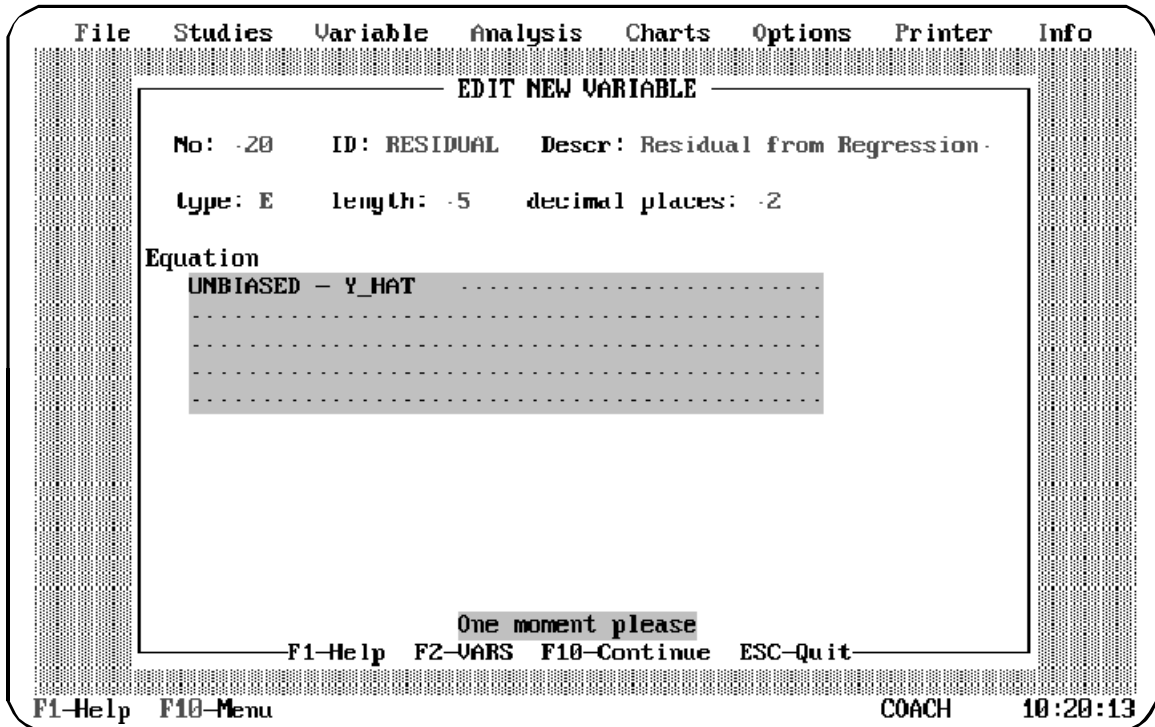 File Studies Variable Analysis Charts Options Printer Info
EDIT NEW VARIABLE
No: 20 ID: RESIDUAL Descr: Residual from Regression
type: E length: 5 decimal places: 2
Equation
UNBIASED - Y_HAT
One moment please
F1-Help F2-VARS F10-Continue ESC-Quit
F1-Help F10-Menu COACH 10:20:13